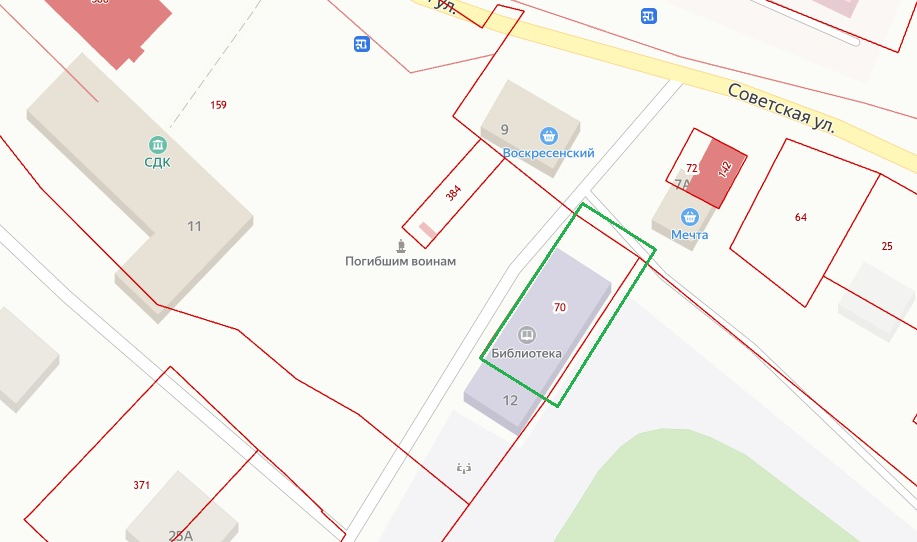 ул.
Советская ул.
159
СДК
11
9
Воскресенский
384
Погибшим воинам
72
142
7А
Мечта
64
25
70
Библиотека
12
371
25А